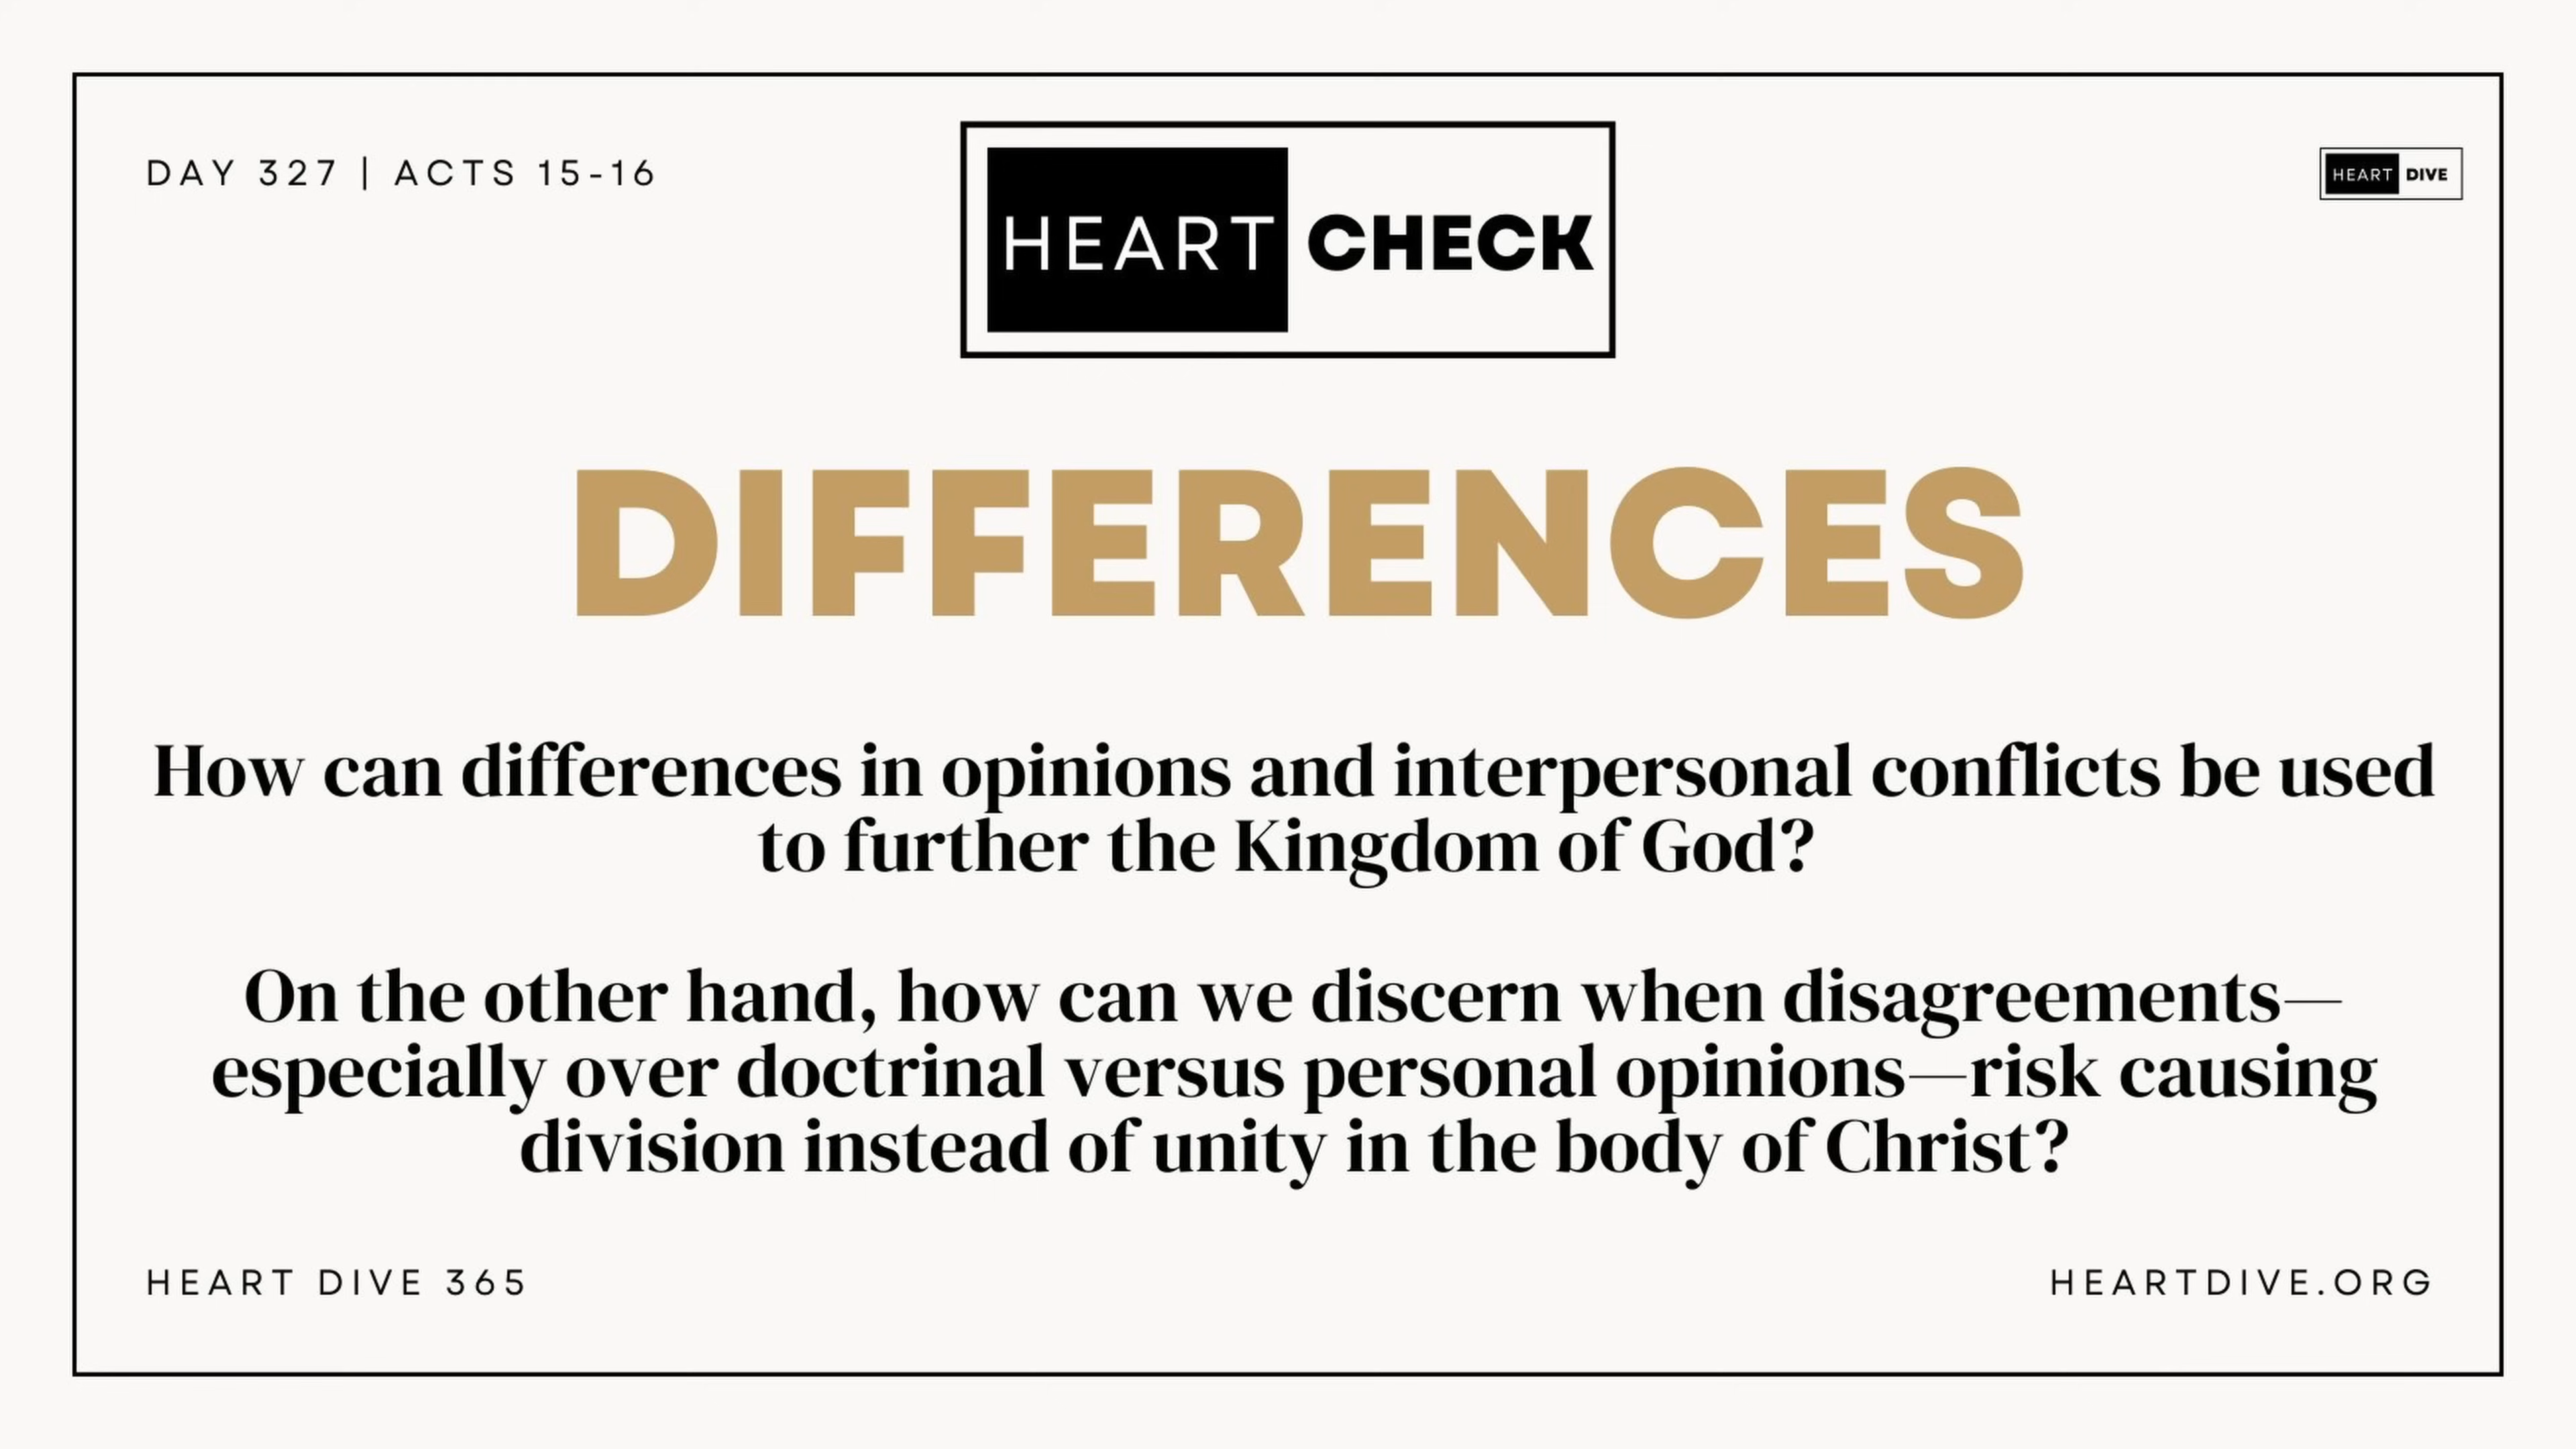 DAY 327 | ACTS 15-16
HEART CHECK
HEART DIVE
DIFFERENCES
How can differences in opinions and interpersonal conflicts be used
to further the Kingdom of God?
On the other hand, how can we discern when disagreements—
especially over doctrinal versus personal opinions—risk causing
division instead of unity in the body of Christ?
HEART DIVE 365
HEARTDIVE.ORG